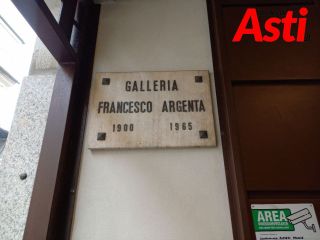 Asti
GALLERIA
FRANCESCO ARGENTA
1900 1965
AREA